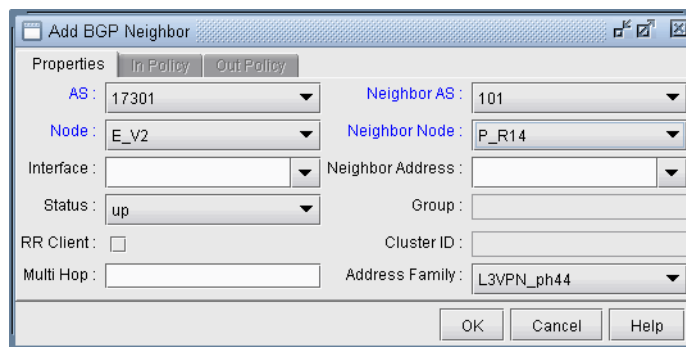 Add BGP Neighbor
Properties In Policy Out Policy
AS : 17301 Neighbor AS : 101
Node : E_V2 Neighbor Node : P_R14
Interface : Neighbor Address :
Status : up Group :
RR Client : Cluster ID :
Multi Hop : Address Family : L3VPN_ph44
OK Cancel Help